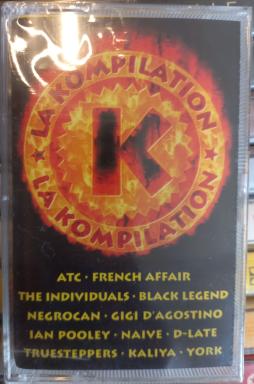 LA KOMPILATION
K
LA KOMPILATION
ATC · FRENCH AFFAIR
THE INDIVIDUALS · BLACK LEGEND
NEGROCAN · GIGI D'AGOSTINO
IAN POOLEY · NAIVE · D-LATE
TRUESTEPPERS · KALIYA · YORK